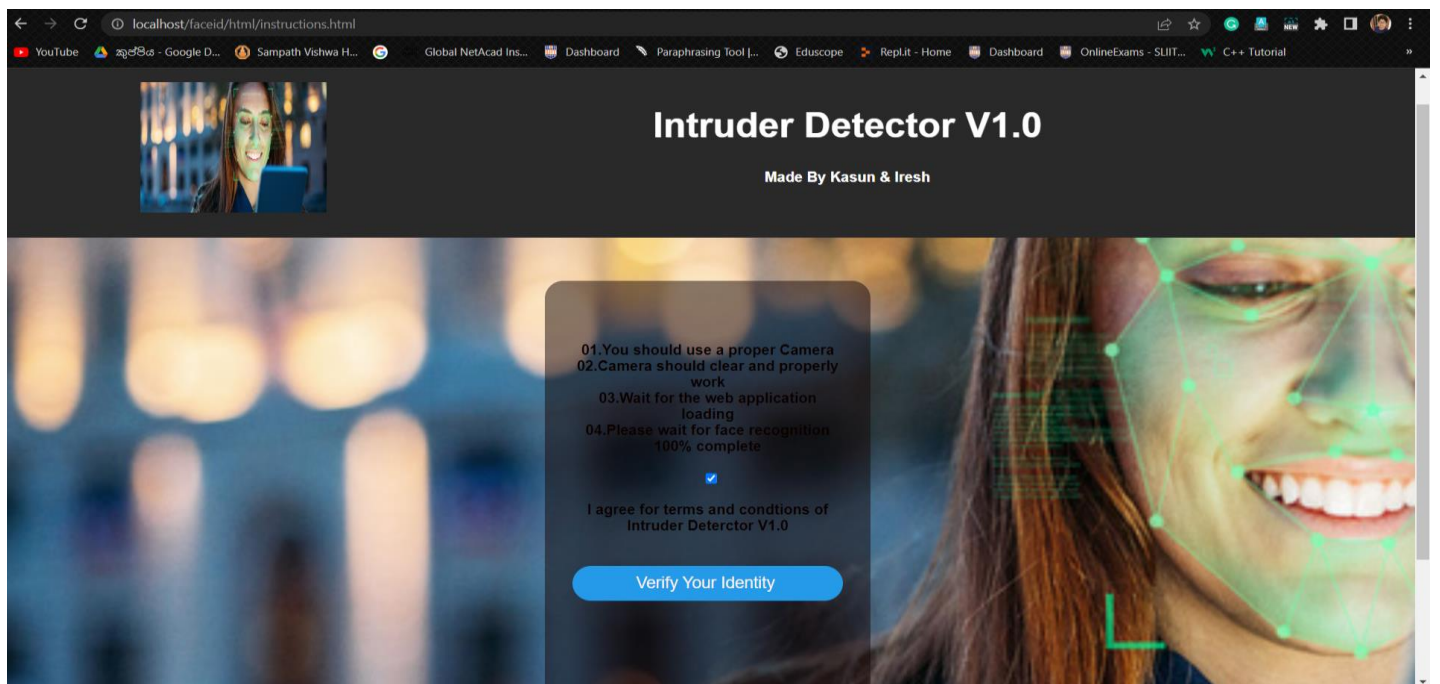 localhost/faceid/html/instructions.html
NEW
YouTube කුප්පිය - Google D... Sampath Vishwa H... Global NetAcad Ins... Dashboard Paraphrasing Tool |... Eduscope Repl.it - Home Dashboard OnlineExams - SLIIT... C++ Tutorial »
Intruder Detector V1.0
Made By Kasun & Iresh
01.You should use a proper Camera
02.Camera should clear and properly
work
03.Wait for the web application
loading
04.Please wait for face recognition
100% complete
I agree for terms and condtions of
Intruder Deterctor V1.0
Verify Your Identity